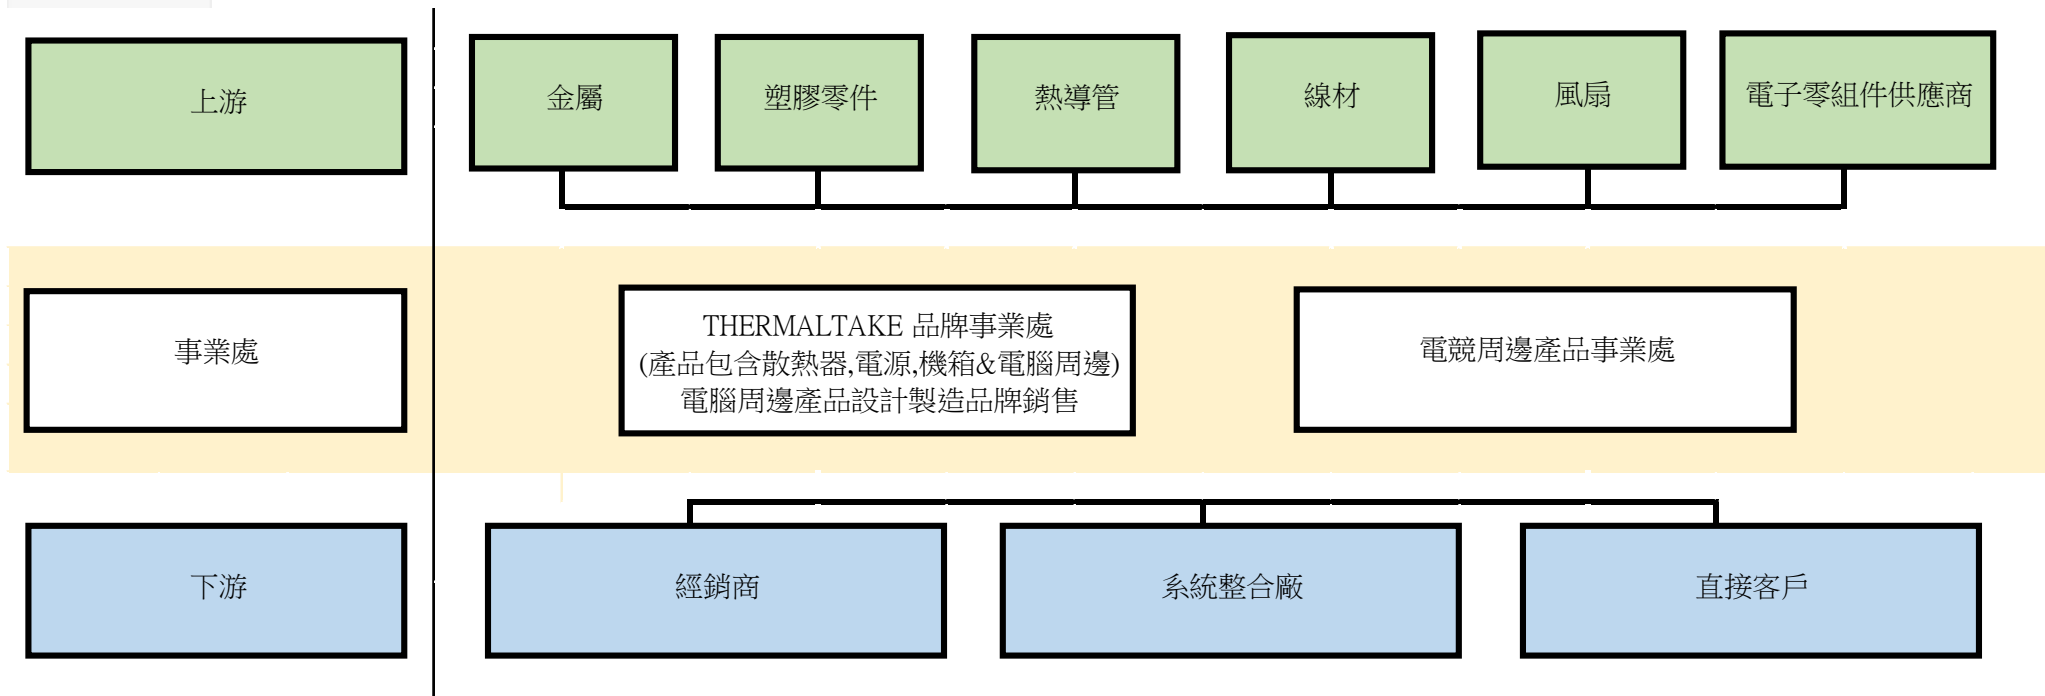 上游
金屬
塑膠零件
熱導管
線材
風扇
電子零組件供應商
事業處
THERMALTAKE 品牌事業處
(產品包含散熱器,電源,機箱&電腦周邊)
電腦周邊產品設計製造品牌銷售
電競周邊產品事業處
下游
經銷商
系統整合廠
直接客戶